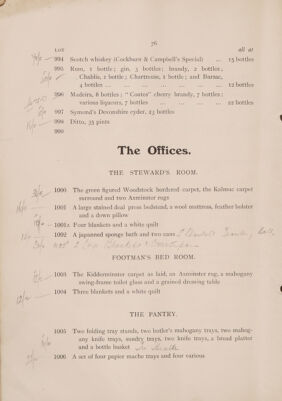 76
LOT all at
994 Scotch whiskey (Cockburn & Campbell's Special) ... 15 bottles
995 Rum, 1 bottle; gin, 3 bottles; brandy, 2 bottles;
Chablis, 1 bottle; Chartreuse, 1 bottle; and Barsac,
4 bottles ... 12 bottles
996 Madeira, 8 bottles; "Coates" cherry brandy, 7 bottles;
various liqueurs, 7 bottles ... 22 bottles
997 Symond's Devonshire cyder, 23 bottles
998 Ditto, 35 pints
999
The Offices.
THE STEWARD'S ROOM.
1000 The green figured Woodstock bordered carpet, the Kalmuc carpet
surround and two Axminster rugs
1001 A large stained deal press bedstead, a wool mattress, feather bolster
and a down pillow
1001A Four blankets and a white quilt
1002 A japanned sponge bath and two cans
FOOTMAN'S BED ROOM.
1003 The Kidderminster carpet as laid, an Axminster rug, a mahogany
swing-frame toilet glass and a grained dressing table
1004 Three blankets and a white quilt
THE PANTRY.
1005 Two folding tray stands, two butler's mahogany trays, two mahog-
any knife trays, sundry trays, two knife trays, a bread platter
and a bottle basket
1006 A set of four papier mache trays and four various